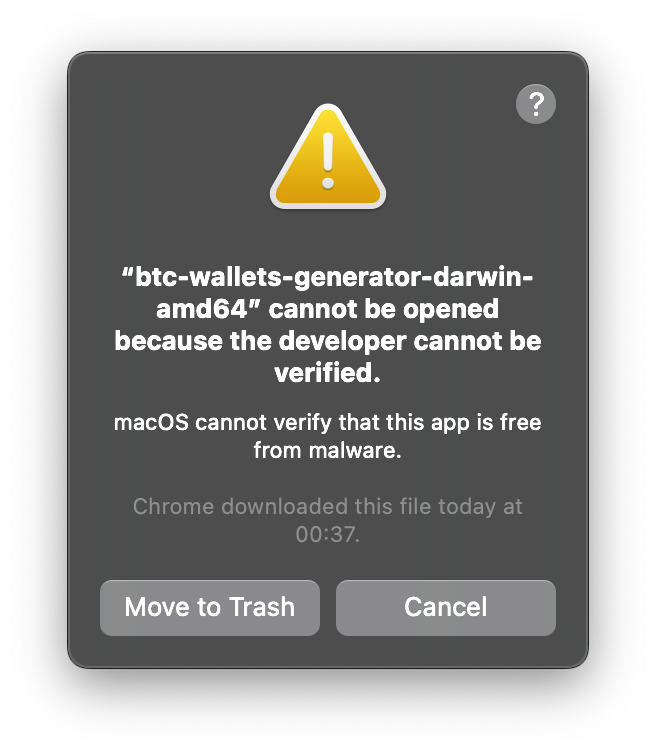 ?
“btc-wallets-generator-darwin-
amd64” cannot be opened
because the developer cannot be
verified.
macOS cannot verify that this app is free
from malware.
Chrome downloaded this file today at
00:37.
Move to Trash
Cancel